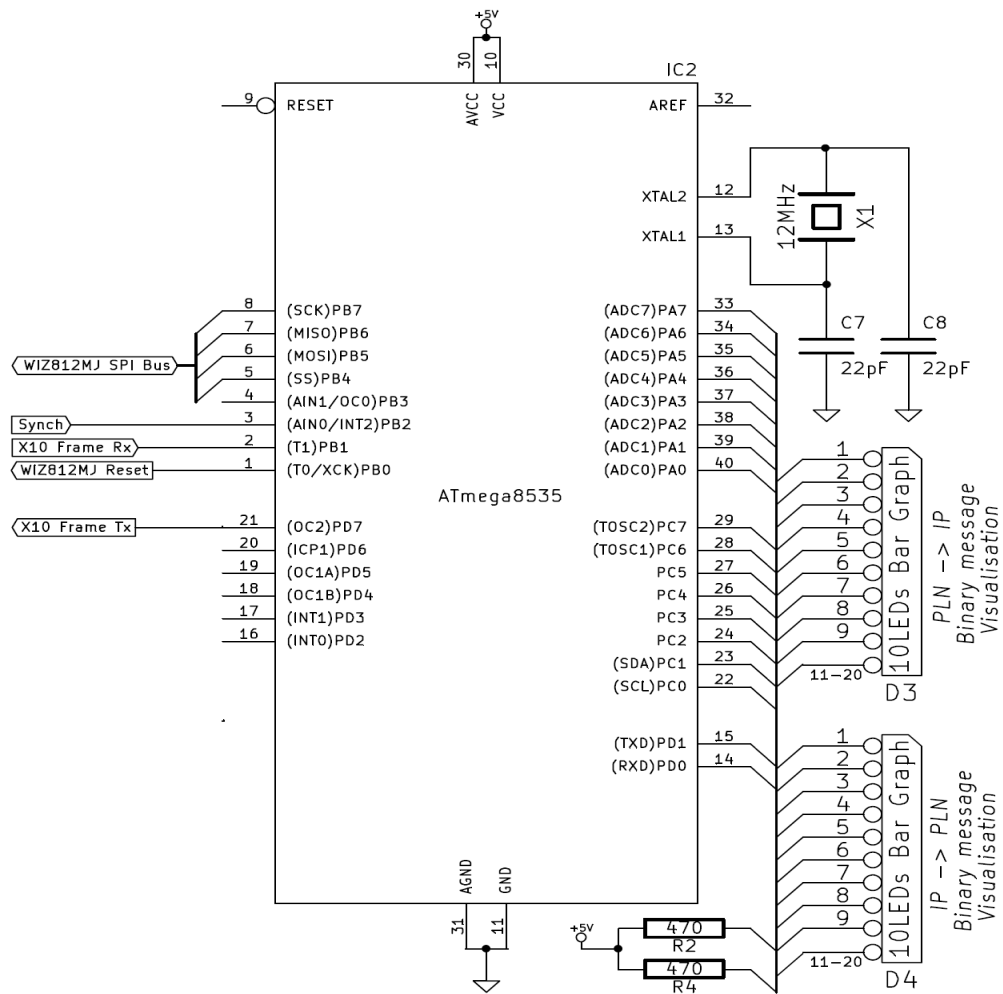 +5V
30
10
IC2
9
RESET
AVCC
VCC
AREF
32
XTAL2
12
XTAL1
13
12MHz
X1
C7
22pF
C8
22pF
8
(SCK)PB7
7
(MISO)PB6
6
(MOSI)PB5
5
(SS)PB4
4
(AIN1/OC0)PB3
3
(AIN0/INT2)PB2
2
(T1)PB1
1
(T0/XCK)PB0
WIZ812MJ SPI Bus
Synch
X10 Frame Rx
WIZ812MJ Reset
X10 Frame Tx
21
(OC2)PD7
20
(ICP1)PD6
19
(OC1A)PD5
18
(OC1B)PD4
17
(INT1)PD3
16
(INT0)PD2
ATmega8535
(ADC7)PA7
33
(ADC6)PA6
34
(ADC5)PA5
35
(ADC4)PA4
36
(ADC3)PA3
37
(ADC2)PA2
38
(ADC1)PA1
39
(ADC0)PA0
40
(TOSC2)PC7
29
(TOSC1)PC6
28
PC5
27
PC4
26
PC3
25
PC2
24
(SDA)PC1
23
(SCL)PC0
22
(TXD)PD1
15
(RXD)PD0
14
1
2
3
4
5
6
7
8
9
11-20
10LEDs Bar Graph
D3
PLN -> IP
Binary message
Visualisation
1
2
3
4
5
6
7
8
9
11-20
10LEDs Bar Graph
D4
IP -> PLN
Binary message
Visualisation
AGND
GND
31
11
+5V
470
R2
470
R4